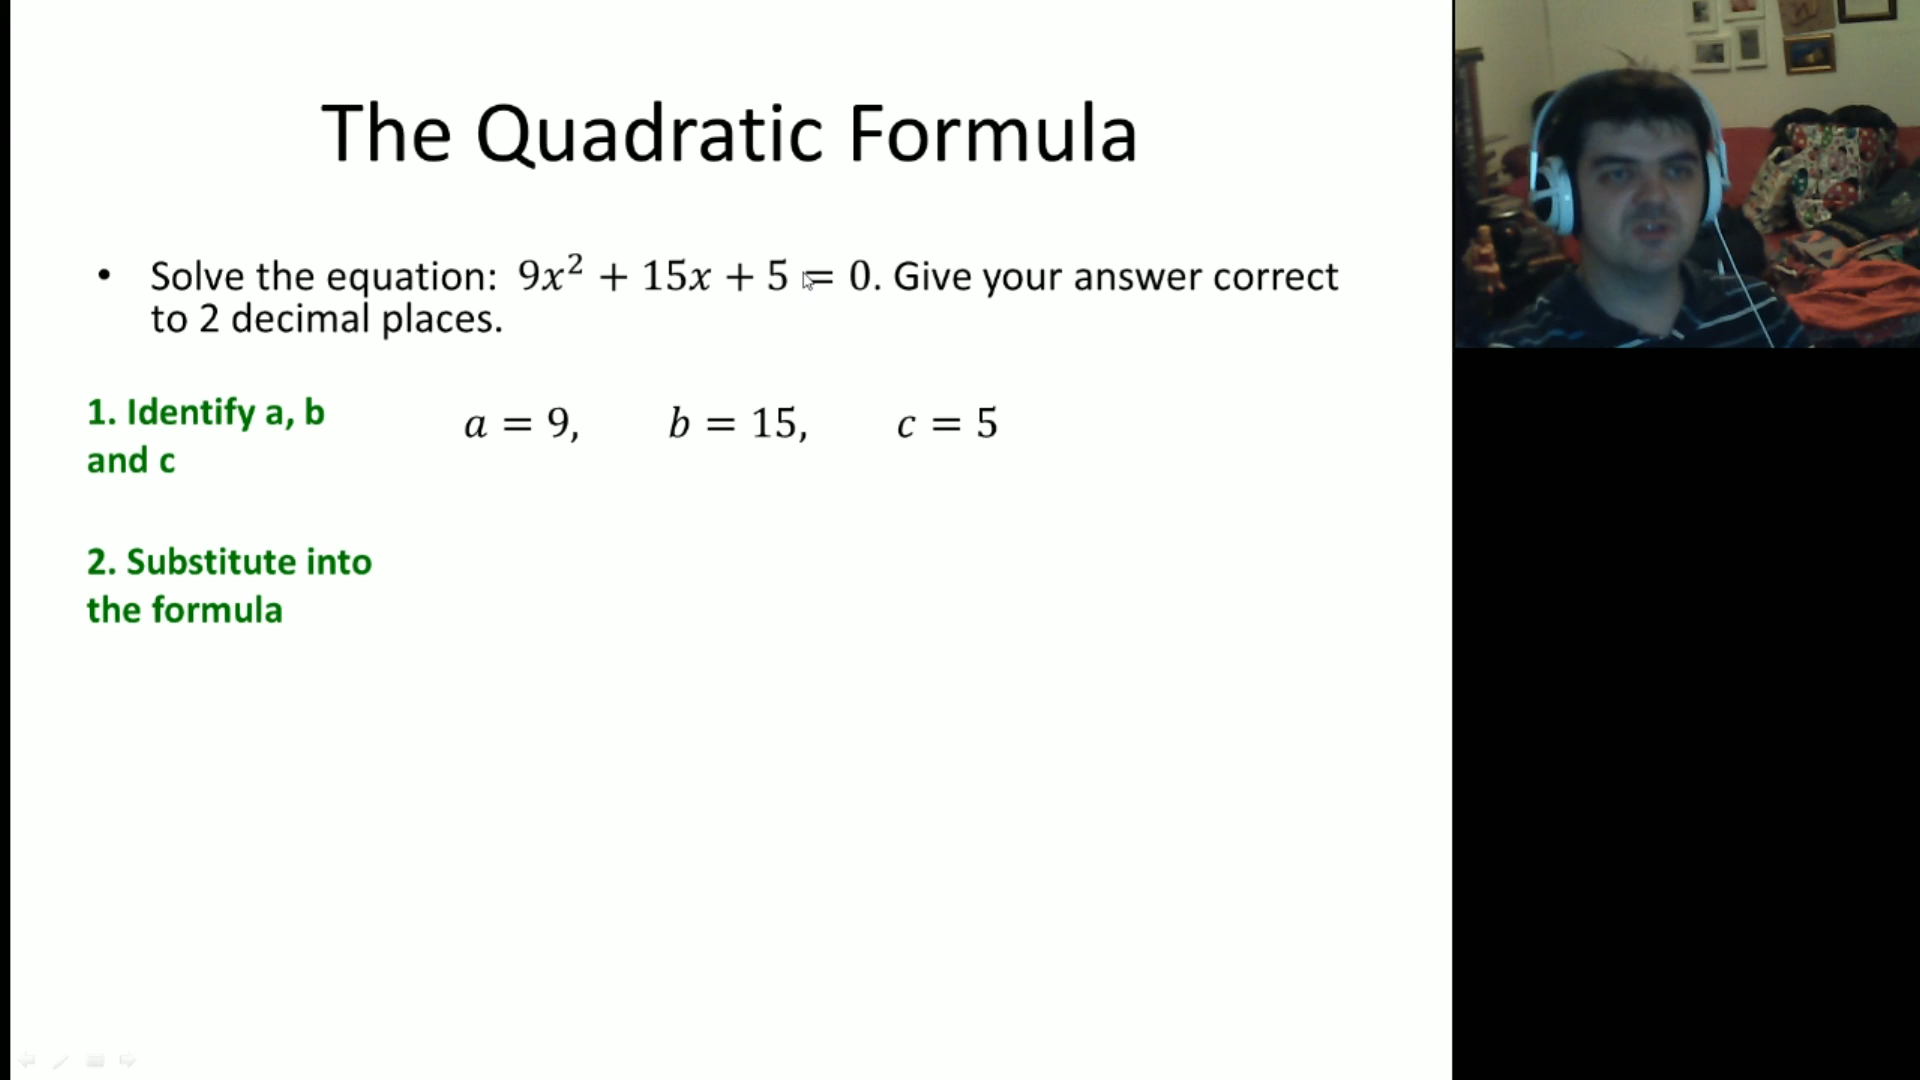 The Quadratic Formula
• Solve the equation: 9x² + 15x + 5 = 0. Give your answer correct
to 2 decimal places.
1. Identify a, b
and c
a = 9, b = 15, c = 5
2. Substitute into
the formula